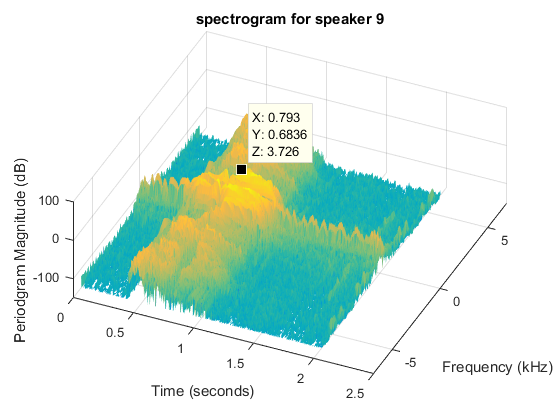 spectrogram for speaker 9
X: 0.793
Y: 0.6836
Z: 3.726
Periodgram Magnitude (dB)
100
0
-100
0
0.5
1
1.5
2
2.5
Time (seconds)
-5
0
5
Frequency (kHz)